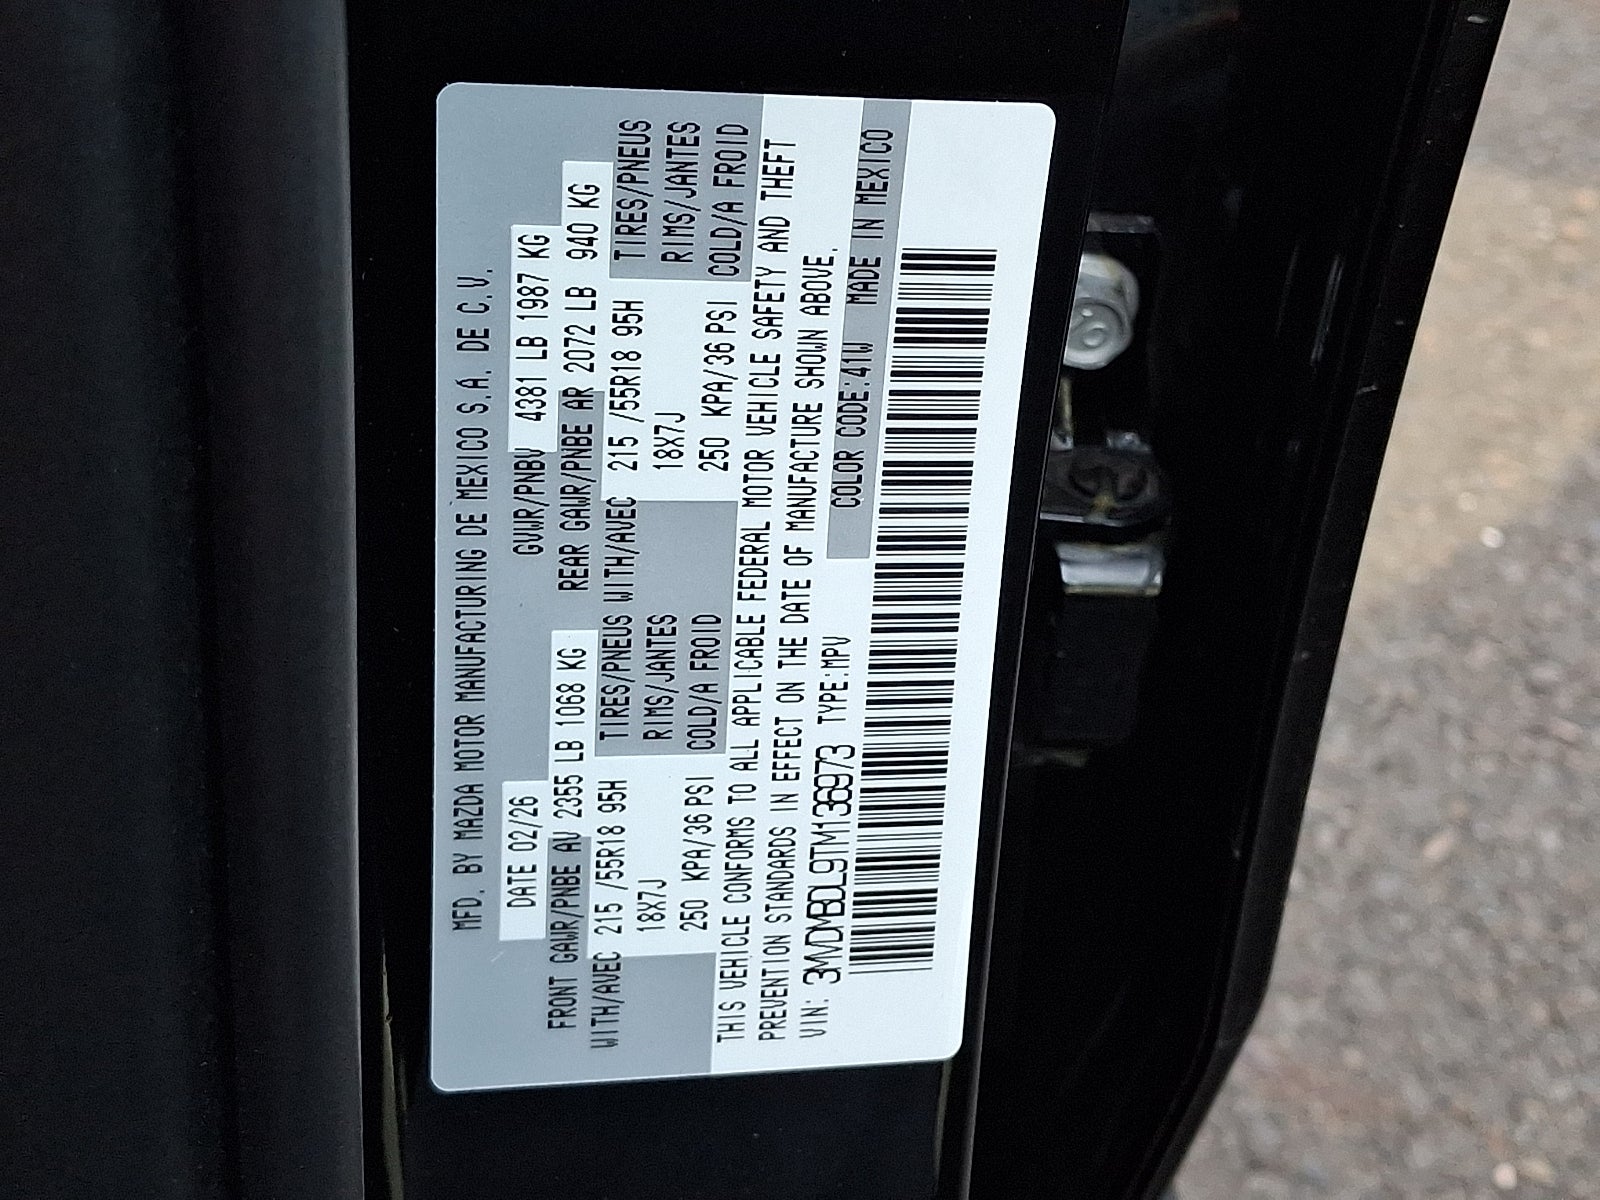 MFD. BY MAZDA MOTOR MANUFACTURING DE MEXICO S.A. DE C.V.
DATE 02/26 GVWR/PNBV 4381 LB 1987 KG
FRONT GAWR/PNBE AV 2355 LB 1068 KG REAR GAWR/PNBE AR 2072 LB 940 KG
WITH/AVEC 215 /55R18 95H TIRES/PNEUS WITH/AVEC 215 /55R18 95H TIRES/PNEUS
18X7J RIMS/JANTES 18X7J RIMS/JANTES
250 KPA/36 PSI COLD/A FROID 250 KPA/36 PSI COLD/A FROID
THIS VEHICLE CONFORMS TO ALL APPLICABLE FEDERAL MOTOR VEHICLE SAFETY AND THEFT
PREVENTION STANDARDS IN EFFECT ON THE DATE OF MANUFACTURE SHOWN ABOVE.
VIN: 3MVDMBDL9TM136973 TYPE:MPV COLOR CODE:41W MADE IN MEXICO